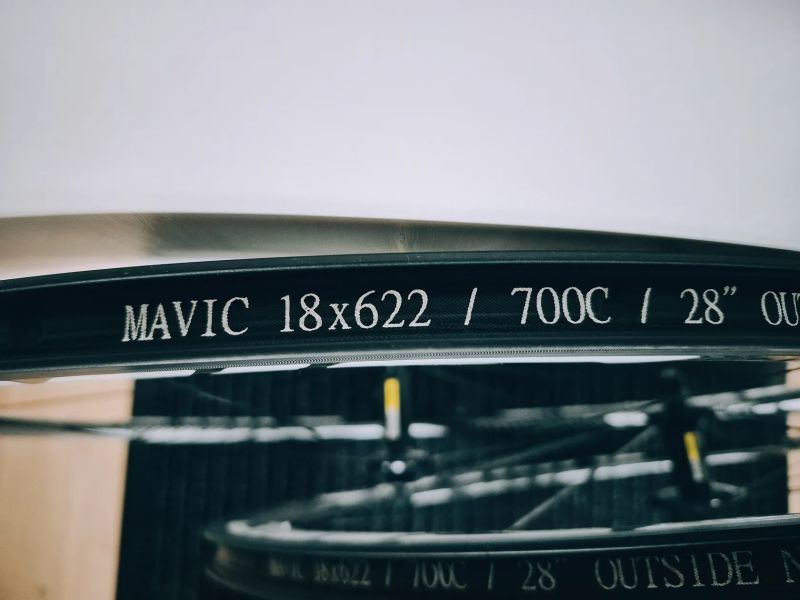 MAVIC 18x622 / 700C / 28" OU
MAVIC 18x622 / 700C / 28" OUTSIDE N